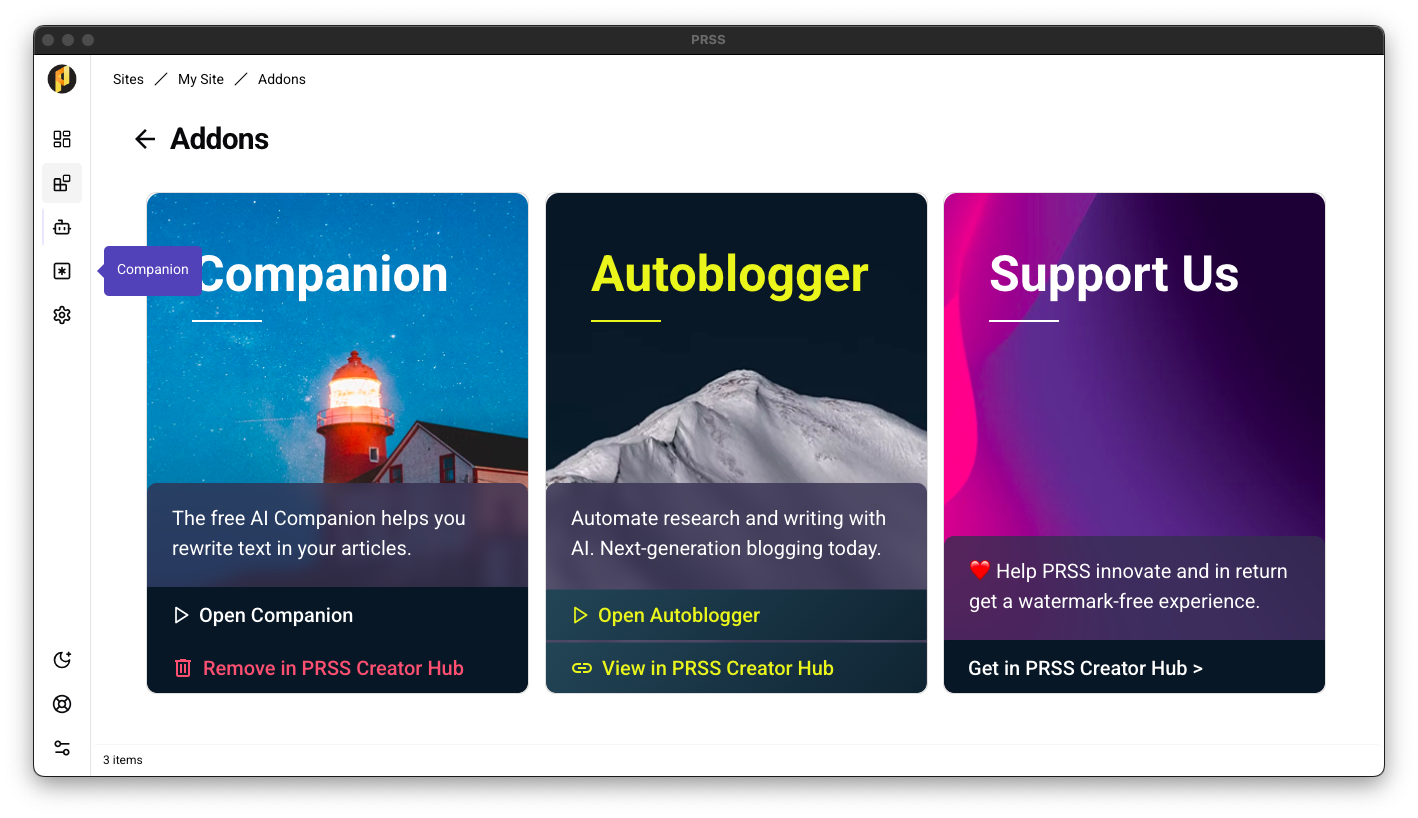 PRSS
Sites / My Site / Addons
Addons
Companion
Companion
The free AI Companion helps you
rewrite text in your articles.
Open Companion
Remove in PRSS Creator Hub
Autoblogger
Automate research and writing with
AI. Next-generation blogging today.
Open Autoblogger
View in PRSS Creator Hub
Support Us
❤️ Help PRSS innovate and in return
get a watermark-free experience.
Get in PRSS Creator Hub >
3 items